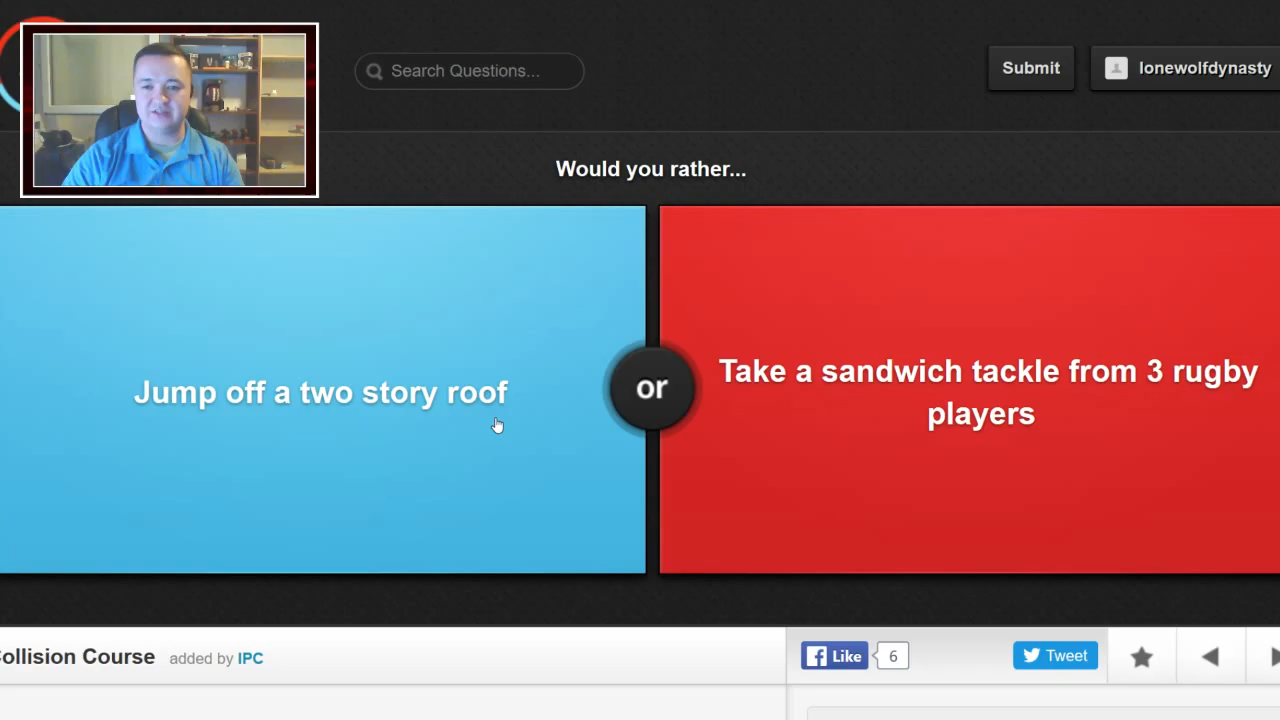 Search Questions...
Submit
lonewolfdynasty
Would you rather...
Jump off a two story roof
or
Take a sandwich tackle from 3 rugby
players
ollision Course added by IPC
Like
6
Tweet